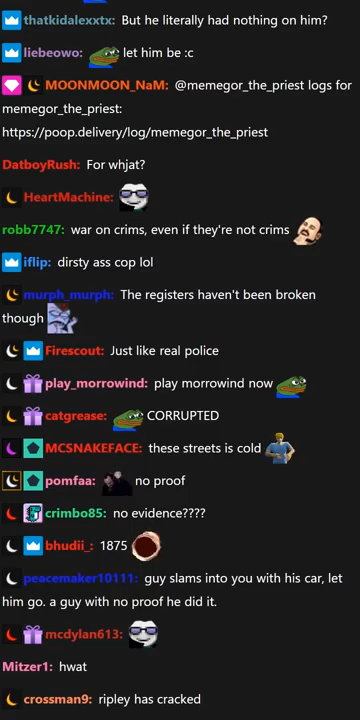 thatkidalexxtx: But he literally had nothing on him?
liebeowo: let him be :c
MOONMOON_NaM: @memegor_the_priest logs for
memegor_the_priest:
https://poop.delivery/log/memegor_the_priest
DatboyRush: For whjat?
HeartMachine:
robb7747: war on crims, even if they're not crims
iflip: dirsty ass cop lol
murph_murph: The registers haven't been broken
though
Firescout: Just like real police
play_morrowind: play morrowind now
catgrease: CORRUPTED
MCSNAKEFACE: these streets is cold
pomfaa: no proof
crimbo85: no evidence????
bhudii_: 1875
peacemaker10111: guy slams into you with his car, let
him go. a guy with no proof he did it.
mcdylan613:
Mitzer1: hwat
crossman9: ripley has cracked